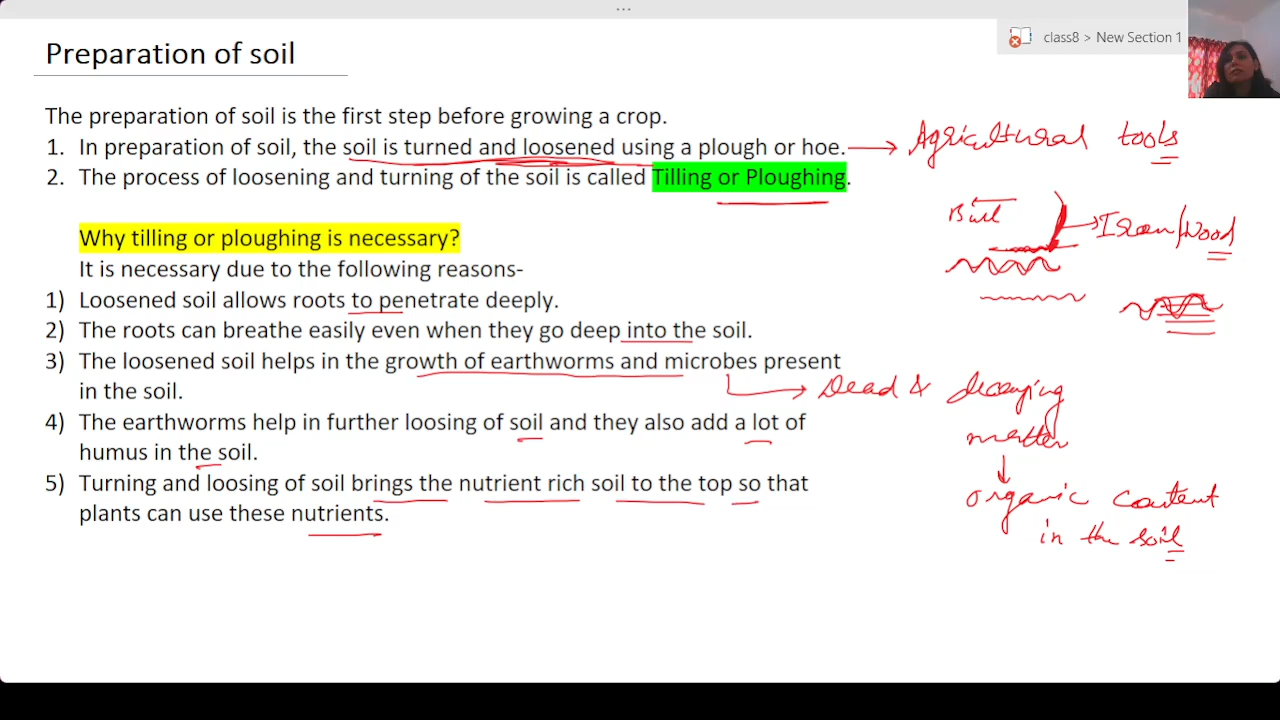 Preparation of soil
class8 > New Section 1
The preparation of soil is the first step before growing a crop.
1. In preparation of soil, the soil is turned and loosened using a plough or hoe.
Agricultural tools
2. The process of loosening and turning of the soil is called Tilling or Ploughing.
Iron/Wood
Why tilling or ploughing is necessary?
It is necessary due to the following reasons-
1) Loosened soil allows roots to penetrate deeply.
2) The roots can breathe easily even when they go deep into the soil.
3) The loosened soil helps in the growth of earthworms and microbes present
in the soil.
Dead & decaying
matter
4) The earthworms help in further loosing of soil and they also add a lot of
humus in the soil.
5) Turning and loosing of soil brings the nutrient rich soil to the top so that
plants can use these nutrients.
organic content
in the soil